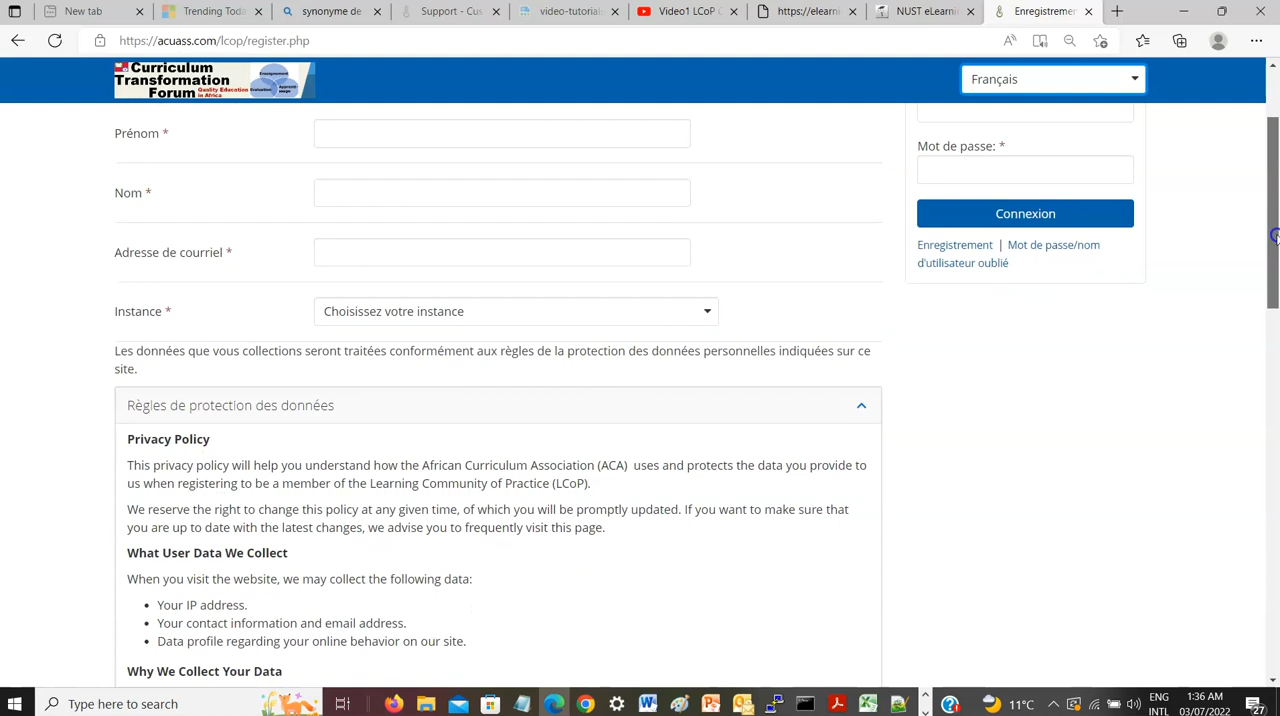 New tab
Trending Toda
synonyme de
Support - Cus
video-tutorials
Video1 LCoP C
https://elearni
NUST eLearnin
Enregistremen
https://acuass.com/lcop/register.php
Curriculum
Transformation
Forum Quality Education
in Africa
Enseignement
Evaluation
Apprent
issage
Français
Prénom *
Mot de passe: *
Nom *
Connexion
Adresse de courriel *
Enregistrement | Mot de passe/nom
d'utilisateur oublié
Instance *
Choisissez votre instance
Les données que vous collections seront traitées conformément aux règles de la protection des données personnelles indiquées sur ce
site.
Règles de protection des données
Privacy Policy
This privacy policy will help you understand how the African Curriculum Association (ACA) uses and protects the data you provide to
us when registering to be a member of the Learning Community of Practice (LCoP).
We reserve the right to change this policy at any given time, of which you will be promptly updated. If you want to make sure that
you are up to date with the latest changes, we advise you to frequently visit this page.
What User Data We Collect
When you visit the website, we may collect the following data:
• Your IP address.
• Your contact information and email address.
• Data profile regarding your online behavior on our site.
Why We Collect Your Data
Type here to search
11°C
ENG
INTL
1:36 AM
03/07/2022
27